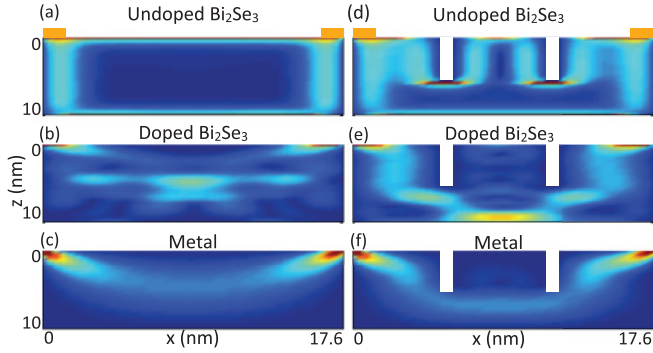 (a) Undoped Bi₂Se₃ (d) Undoped Bi₂Se₃
0
10
(b) Doped Bi₂Se₃ (e) Doped Bi₂Se₃
0
z (nm)
10
(c) Metal (f) Metal
0
10
0 x (nm) 17.6 0 x (nm) 17.6